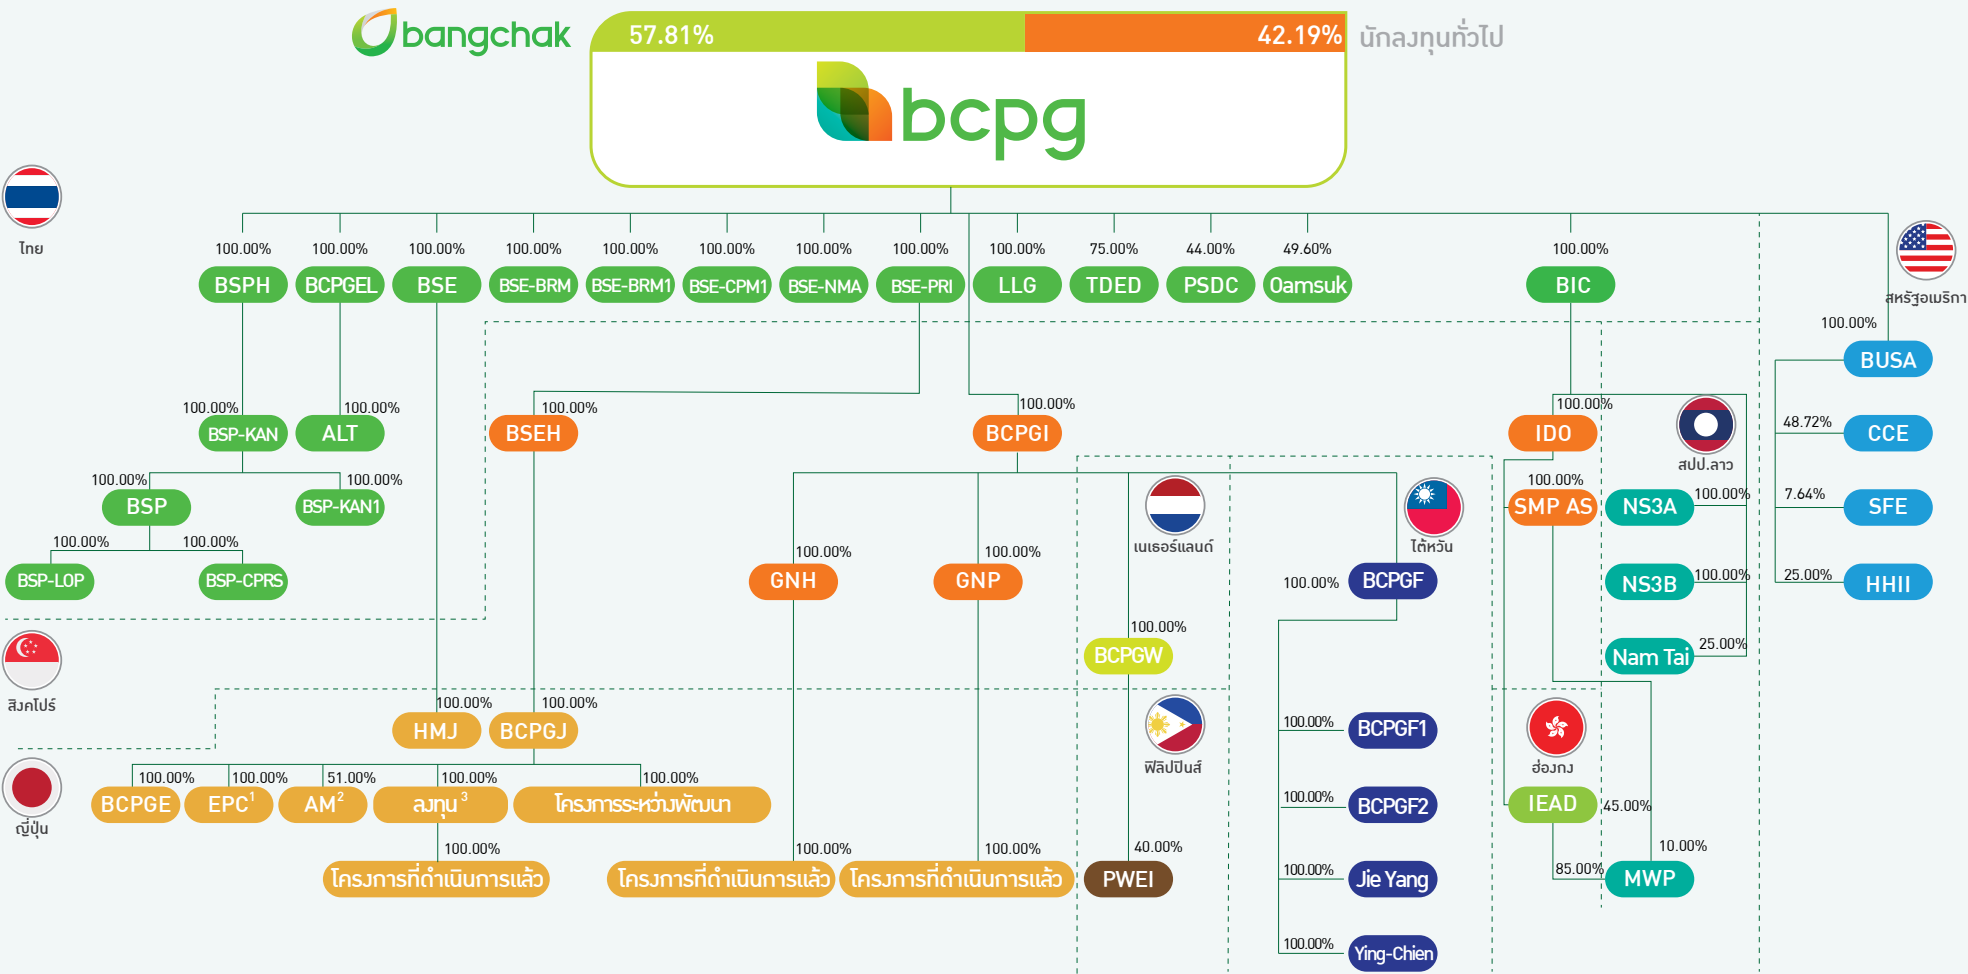 bangchak 57.81% 42.19% นักลงทุนทั่วไป
bcpg
ไทย
สหรัฐอเมริกา
100.00% 100.00% 100.00% 100.00% 100.00% 100.00% 100.00% 100.00% 100.00% 75.00% 44.00% 49.60% 100.00%
BSPH BCPGEL BSE BSE-BRM BSE-BRM1 BSE-CPM1 BSE-NMA BSE-PRI LLG TDED PSDC Oamsuk BIC
100.00%
BUSA
100.00% 100.00% 100.00% 100.00% 100.00% 48.72%
BSP-KAN ALT BSEH BCPGI IDO CCE
สปป.ลาว
100.00% 100.00% 100.00% 100.00% 7.64%
BSP BSP-KAN1 SMP AS NS3A SFE
เนเธอร์แลนด์ ไต้หวัน
100.00% 100.00% 100.00% 100.00%
BSP-LOP BSP-CPRS GNH GNP 100.00% BCPGF NS3B 100.00% 25.00% HHII
100.00%
BCPGW Nam Tai 25.00%
สิงคโปร์
100.00% 100.00%
HMJ BCPGJ 100.00% BCPGF1
ฟิลิปปินส์ ฮ่องกง
100.00% 100.00% 51.00% 100.00% 100.00%
BCPGE EPC1 AM2 ลงทุน3 โครงการระหว่างพัฒนา 100.00% BCPGF2 IEAD 45.00%
ญี่ปุ่น
100.00% 100.00% 100.00% 40.00% 10.00%
โครงการที่ดำเนินการแล้ว โครงการที่ดำเนินการแล้ว โครงการที่ดำเนินการแล้ว PWEI 100.00% Jie Yang 85.00% MWP
100.00% Ying-Chien